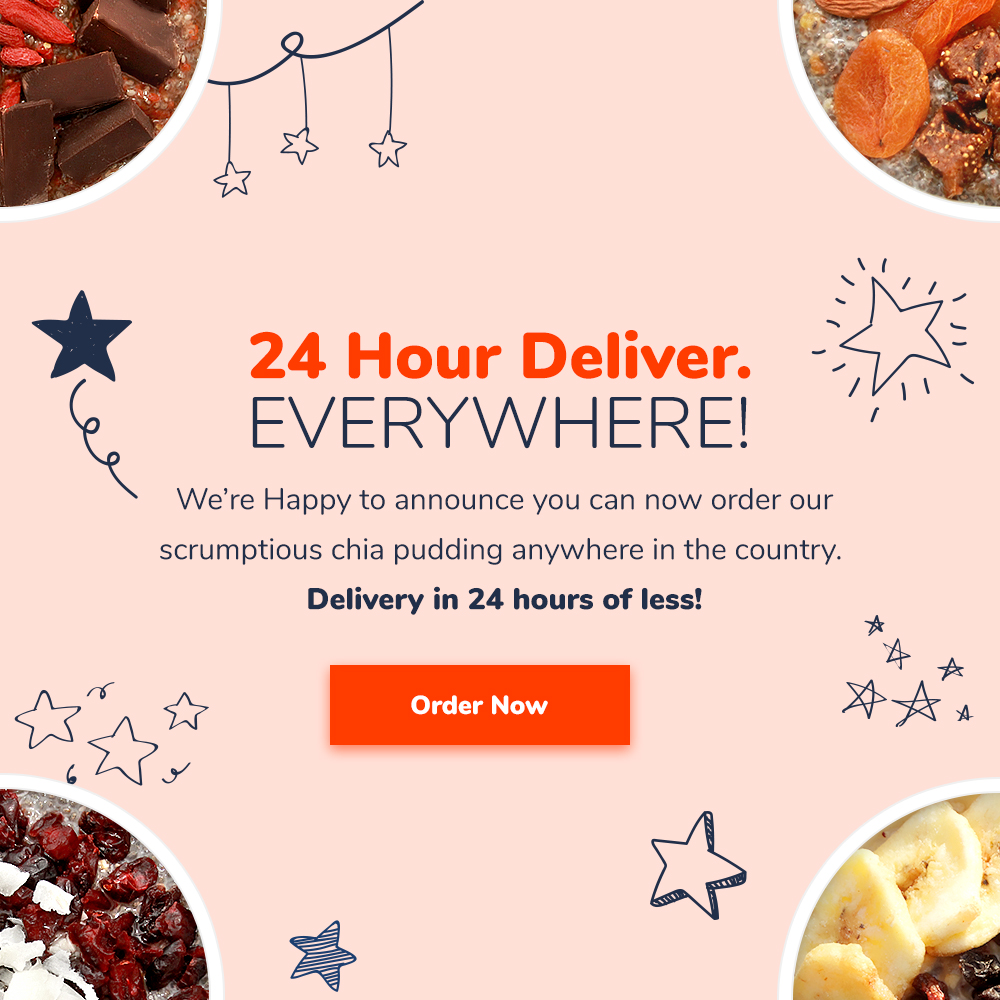 24 Hour Deliver.
EVERYWHERE!
We’re Happy to announce you can now order our
scrumptious chia pudding anywhere in the country.
Delivery in 24 hours of less!
Order Now